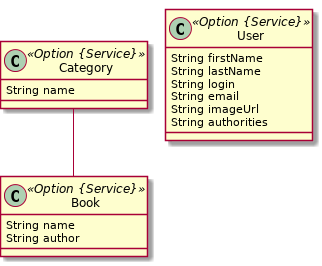 C «Option {Service}»
Category
String name
C «Option {Service}»
User
String firstName
String lastName
String login
String email
String imageUrl
String authorities
C «Option {Service}»
Book
String name
String author